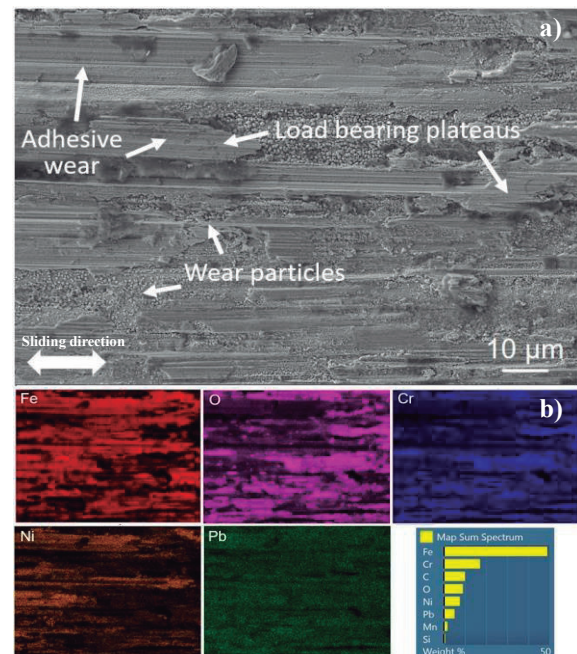 a)
Adhesive
wear
Load bearing plateaus
Wear particles
Sliding direction
10 µm
Fe
O
Cr
b)
Ni
Pb
Map Sum Spectrum
Fe
Cr
C
O
Ni
Pb
Mn
Si
Weight %
50